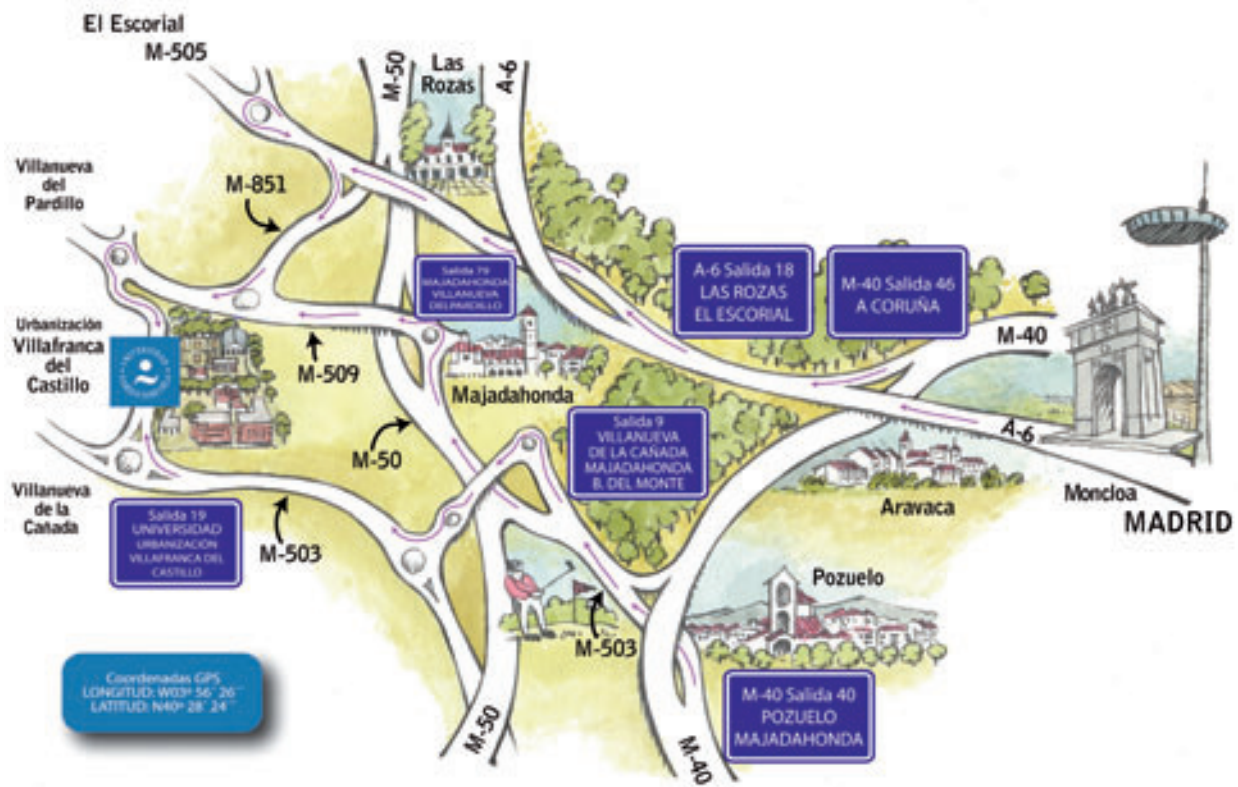 El Escorial
M-505
M-50
Las
Rozas
A-6
Villanueva
del
Pardillo
M-851
Salida 79
MAJADAHONDA
VILLANUEVA
DELPARDILLO
A-6 Salida 18
LAS ROZAS
EL ESCORIAL
M-40 Salida 46
A CORUÑA
M-40
Urbanización
Villafranca
del
Castillo
M-509
Majadahonda
M-50
Salida 9
VILLANUEVA
DE LA CAÑADA
MAJADAHONDA
B. DEL MONTE
A-6
Aravaca
Moncloa
MADRID
Villanueva
de la
Cañada
Salida 19
UNIVERSIDAD
URBANIZACIÓN
VILLAFRANCA DEL
CASTILLO
M-503
Pozuelo
M-503
Coordenadas GPS
LONGITUD: W03º 56´ 26´´
LATITUD: N40º 28´ 24´´
M-50
M-40
M-40 Salida 40
POZUELO
MAJADAHONDA